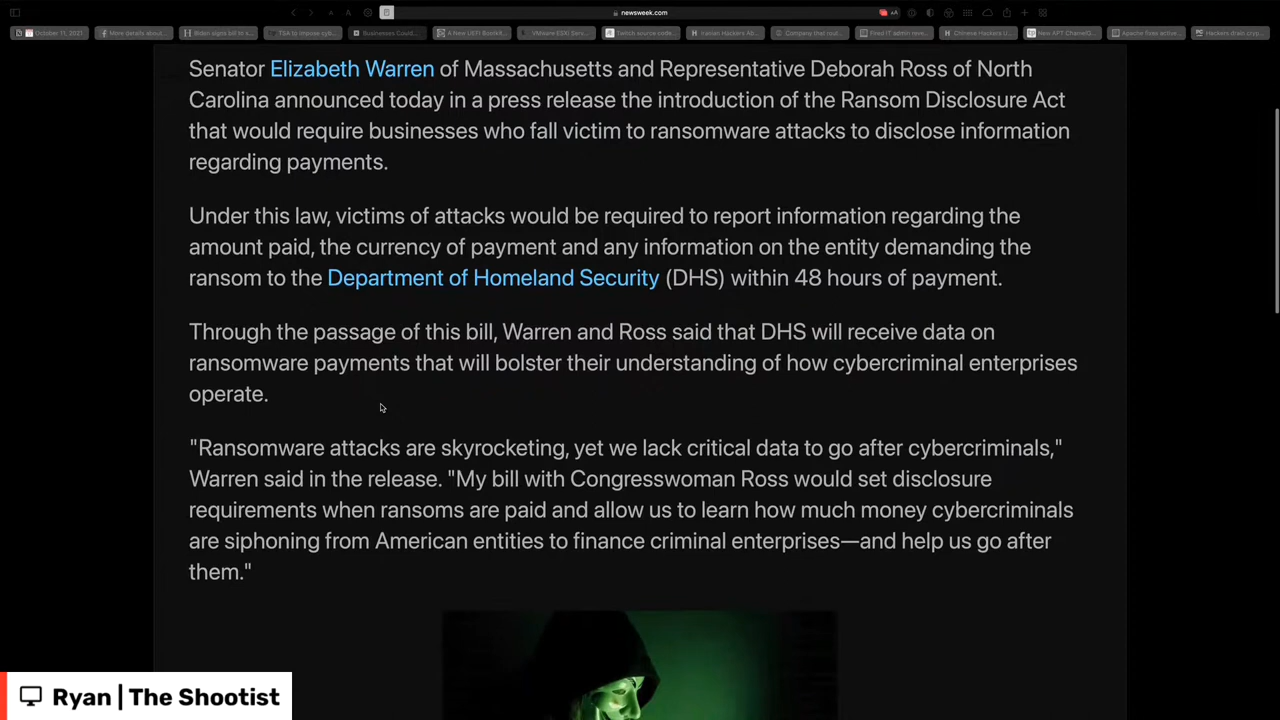 newsweek.com
October 11, 2021
More details about...
Biden signs bill to s...
TSA to impose cyb...
Businesses Could...
A New UEFI Bootkit...
VMware ESXi Serv...
Twitch source code...
Iranian Hackers Ab...
Company that rout...
Fired IT admin reve...
Chinese Hackers U...
New APT ChamelG...
Apache fixes active...
Hackers drain cryp...
Senator Elizabeth Warren of Massachusetts and Representative Deborah Ross of North
Carolina announced today in a press release the introduction of the Ransom Disclosure Act
that would require businesses who fall victim to ransomware attacks to disclose information
regarding payments.
Under this law, victims of attacks would be required to report information regarding the
amount paid, the currency of payment and any information on the entity demanding the
ransom to the Department of Homeland Security (DHS) within 48 hours of payment.
Through the passage of this bill, Warren and Ross said that DHS will receive data on
ransomware payments that will bolster their understanding of how cybercriminal enterprises
operate.
"Ransomware attacks are skyrocketing, yet we lack critical data to go after cybercriminals,"
Warren said in the release. "My bill with Congresswoman Ross would set disclosure
requirements when ransoms are paid and allow us to learn how much money cybercriminals
are siphoning from American entities to finance criminal enterprises—and help us go after
them."
Ryan | The Shootist